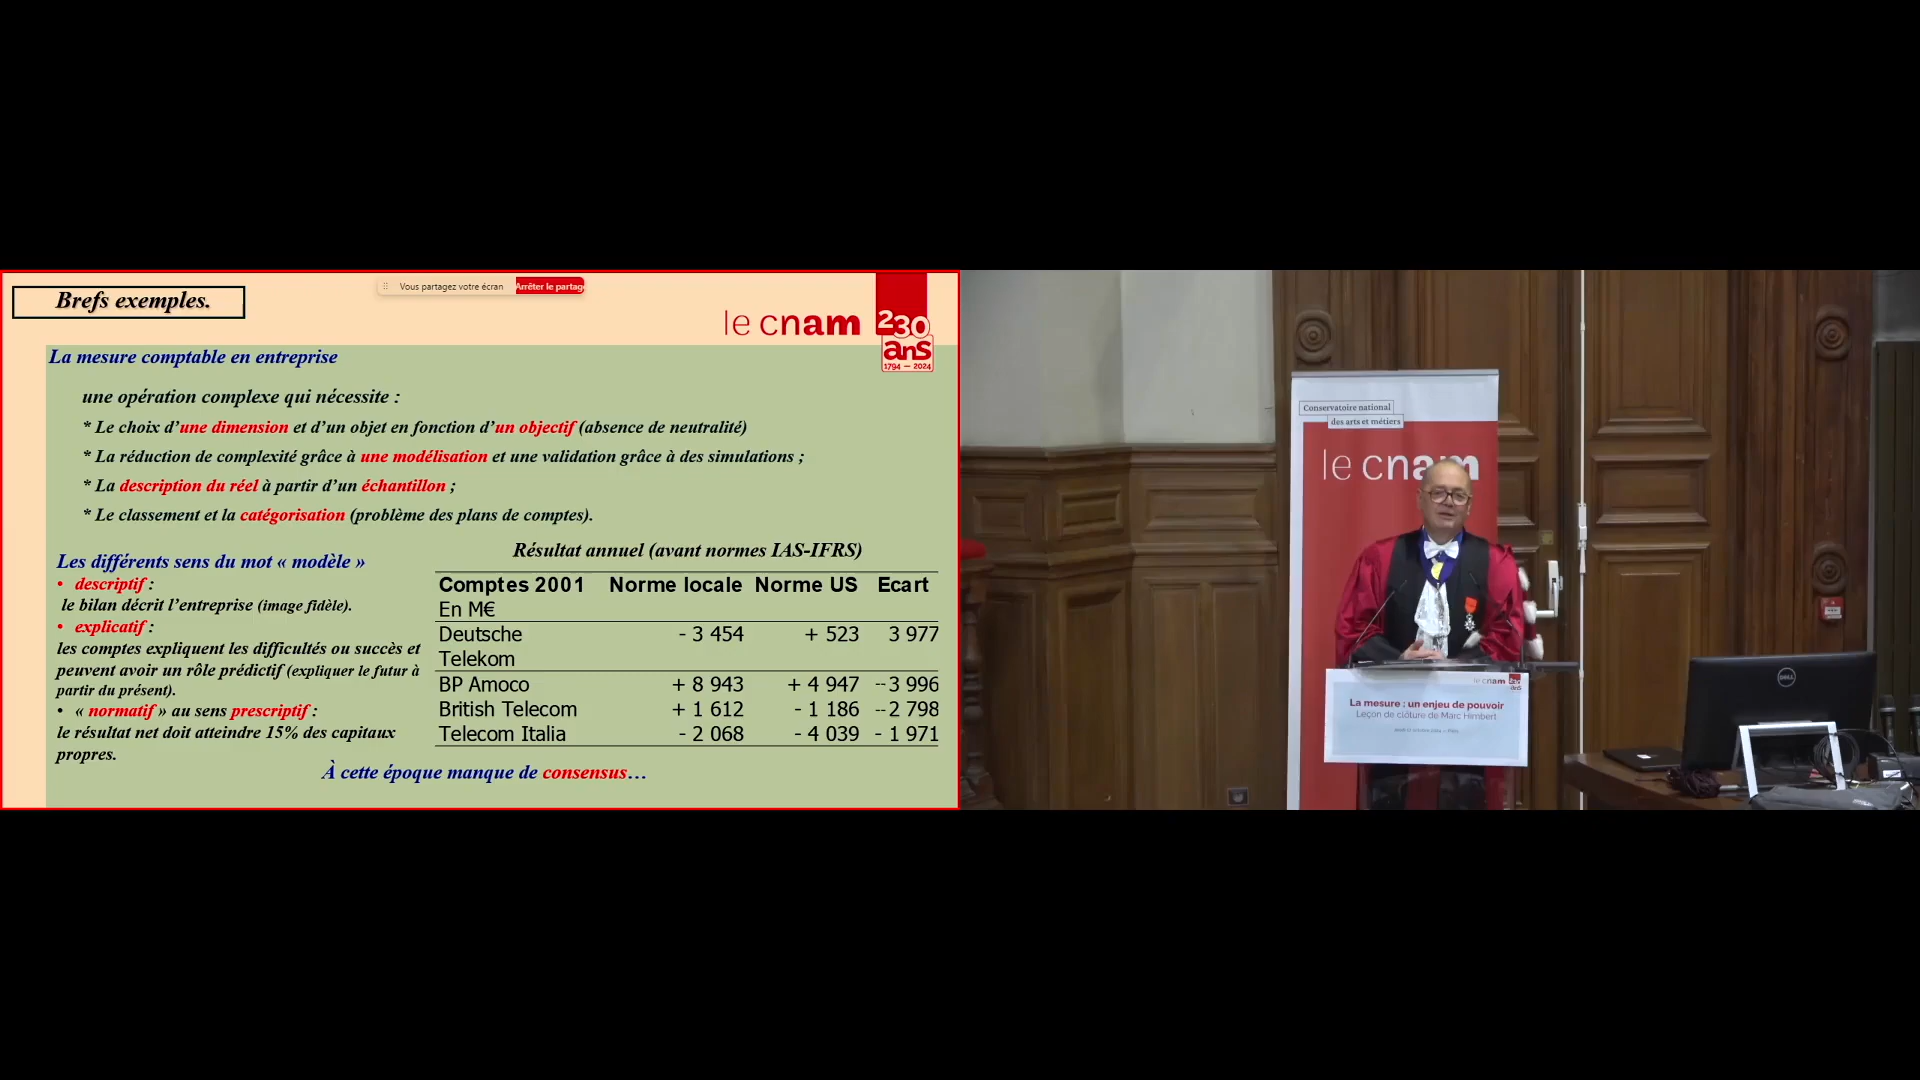 Brefs exemples.
Vous partagez votre écran
Arrêter le partag
le cnam
230
ans
1794 — 2024
La mesure comptable en entreprise
une opération complexe qui nécessite :
* Le choix d’une dimension et d’un objet en fonction d’un objectif (absence de neutralité)
* La réduction de complexité grâce à une modélisation et une validation grâce à des simulations ;
* La description du réel à partir d’un échantillon ;
* Le classement et la catégorisation (problème des plans de comptes).
Les différents sens du mot « modèle »
• descriptif :
le bilan décrit l’entreprise (image fidèle).
• explicatif :
les comptes expliquent les difficultés ou succès et
peuvent avoir un rôle prédictif (expliquer le futur à
partir du présent).
• « normatif » au sens prescriptif :
le résultat net doit atteindre 15% des capitaux
propres.
Résultat annuel (avant normes IAS-IFRS)
Comptes 2001 Norme locale Norme US Ecart
En M€
Deutsche - 3 454 + 523 3 977
Telekom
BP Amoco + 8 943 + 4 947 --3 996
British Telecom + 1 612 - 1 186 --2 798
Telecom Italia - 2 068 - 4 039 - 1 971
À cette époque manque de consensus…
Conservatoire national
des arts et métiers
le cnam
le cnam 230
ans
La mesure : un enjeu de pouvoir
Leçon de clôture de Marc Himbert
DELL